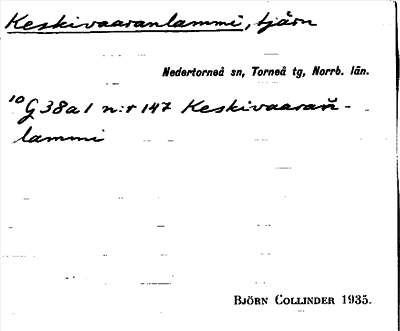 Keskivaaranlammi, tjärn
Nedertorneå sn, Torneå tg, Norrb. län.
10 G 38a1 n:r 147 Keskivaaran-
lammi
BJÖRN COLLINDER 1935.